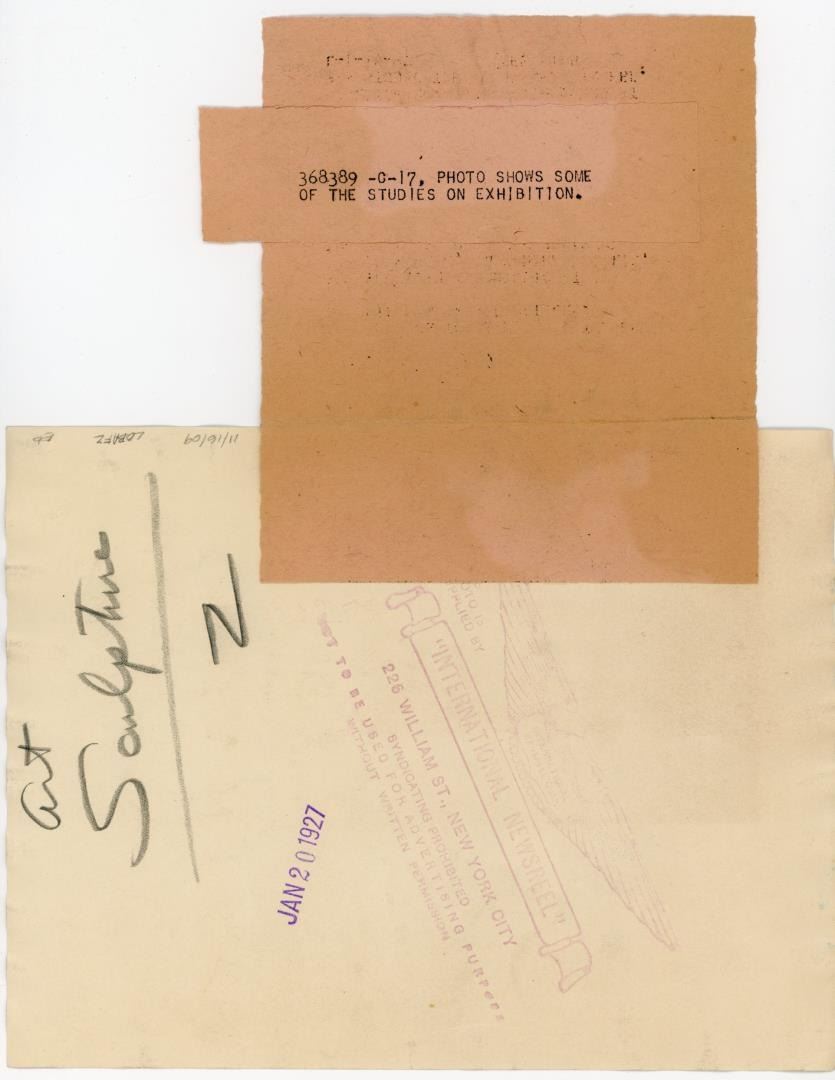 368389 -G-17, PHOTO SHOWS SOME
OF THE STUDIES ON EXHIBITION.
11/16/09
Art
Sculpture
Z
JAN 20 1927
PHOTO IS
SUPPLIED BY
"INTERNATIONAL NEWSREEL"
226 WILLIAM ST., NEW YORK CITY
SYNDICATING PROHIBITED
NOT TO BE USED FOR ADVERTISING PURPOSES
WITHOUT WRITTEN PERMISSION